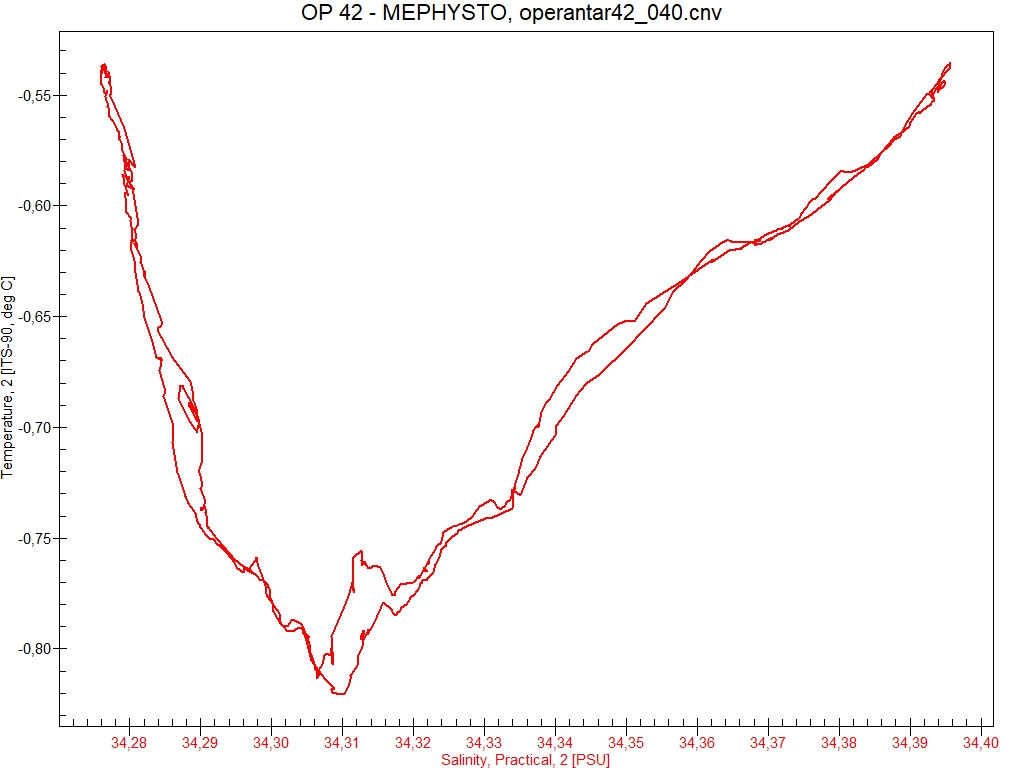 OP 42 - MEPHYSTO, operantar42_040.cnv
-0,55
-0,60
-0,65
-0,70
-0,75
-0,80
Temperature, 2 [ITS-90, deg C]
34,28 34,29 34,30 34,31 34,32 34,33 34,34 34,35 34,36 34,37 34,38 34,39 34,40
Salinity, Practical, 2 [PSU]